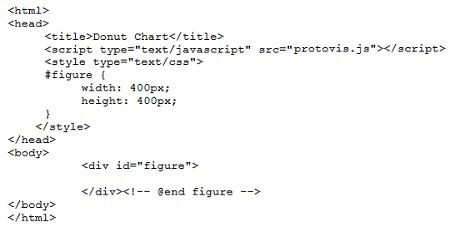 <html>
<head>
<title>Donut Chart</title>
<script type="text/javascript" src="protovis.js"></script>
<style type="text/css">
#figure {
width: 400px;
height: 400px;
}
</style>
</head>
<body>
<div id="figure">
</div><!-- @end figure -->
</body>
</html>